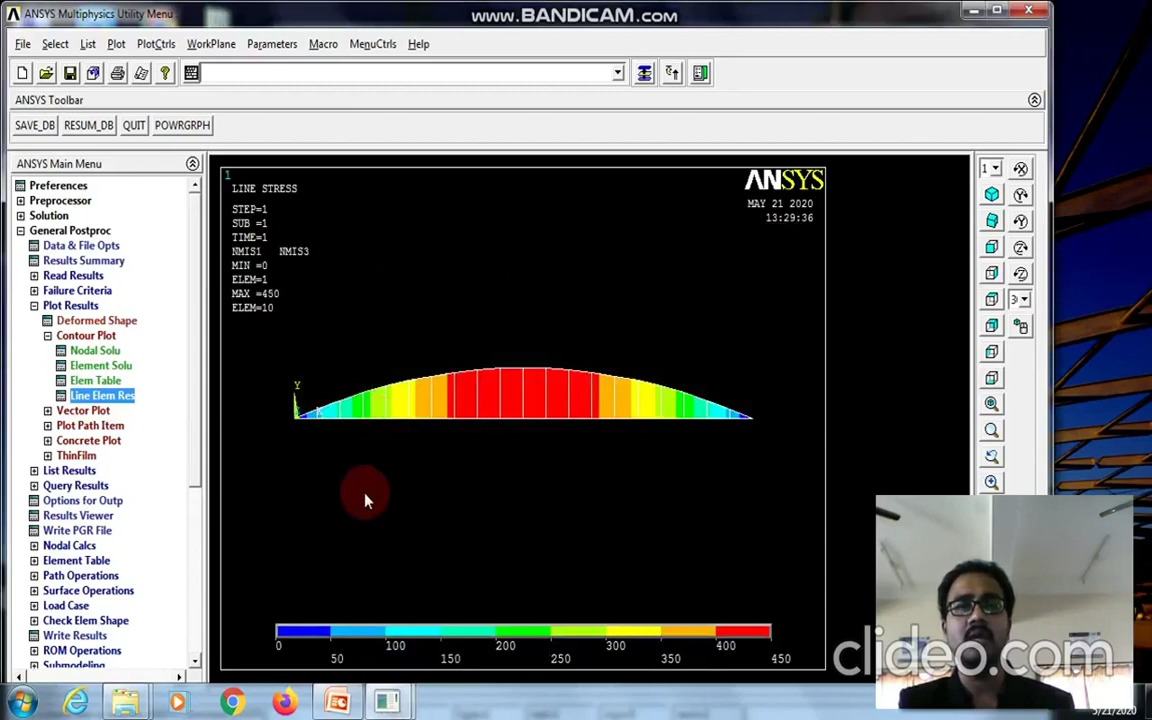 ANSYS Multiphysics Utility Menu
www.BANDICAM.com
File Select List Plot PlotCtrls WorkPlane Parameters Macro MenuCtrls Help
ANSYS Toolbar
SAVE_DB RESUM_DB QUIT POWRGRPH
ANSYS Main Menu
Preferences
Preprocessor
Solution
General Postproc
Data & File Opts
Results Summary
Read Results
Failure Criteria
Plot Results
Deformed Shape
Contour Plot
Nodal Solu
Element Solu
Elem Table
Line Elem Res
Vector Plot
Plot Path Item
Concrete Plot
ThinFilm
List Results
Query Results
Options for Outp
Results Viewer
Write PGR File
Nodal Calcs
Element Table
Path Operations
Surface Operations
Load Case
Check Elem Shape
Write Results
ROM Operations
Submodeling
1
LINE STRESS
STEP=1
SUB =1
TIME=1
NMIS1 NMIS3
MIN =0
ELEM=1
MAX =450
ELEM=10
ANSYS
MAY 21 2020
13:29:36
Y
0 100 200 300 400
50 150 250 350 450
1
clideo.com
5/21/2020